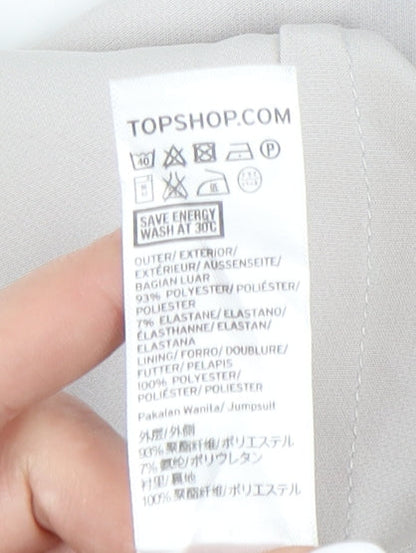 TOPSHOP.COM
40 P
SAVE ENERGY
WASH AT 30C
OUTER/ EXTERIOR/
EXTÉRIEUR/ AUSSENSEITE/
BAGIAN LUAR
93% POLYESTER/ POLIÉSTER/
POLIESTER
7% ELASTANE/ ELASTANO/
ÉLASTHANNE/ ELASTAN/
ELASTANA
LINING/ FORRO/ DOUBLURE/
FUTTER/ PELAPIS
100% POLYESTER/
POLIÉSTER/ POLIESTER
Pakaian Wanita/ Jumpsuit
外层/外側
93% 聚酯纤维/ポリエステル
7% 氨纶/ポリウレタン
衬里/裏地
100% 聚酯纤维/ポリエステル